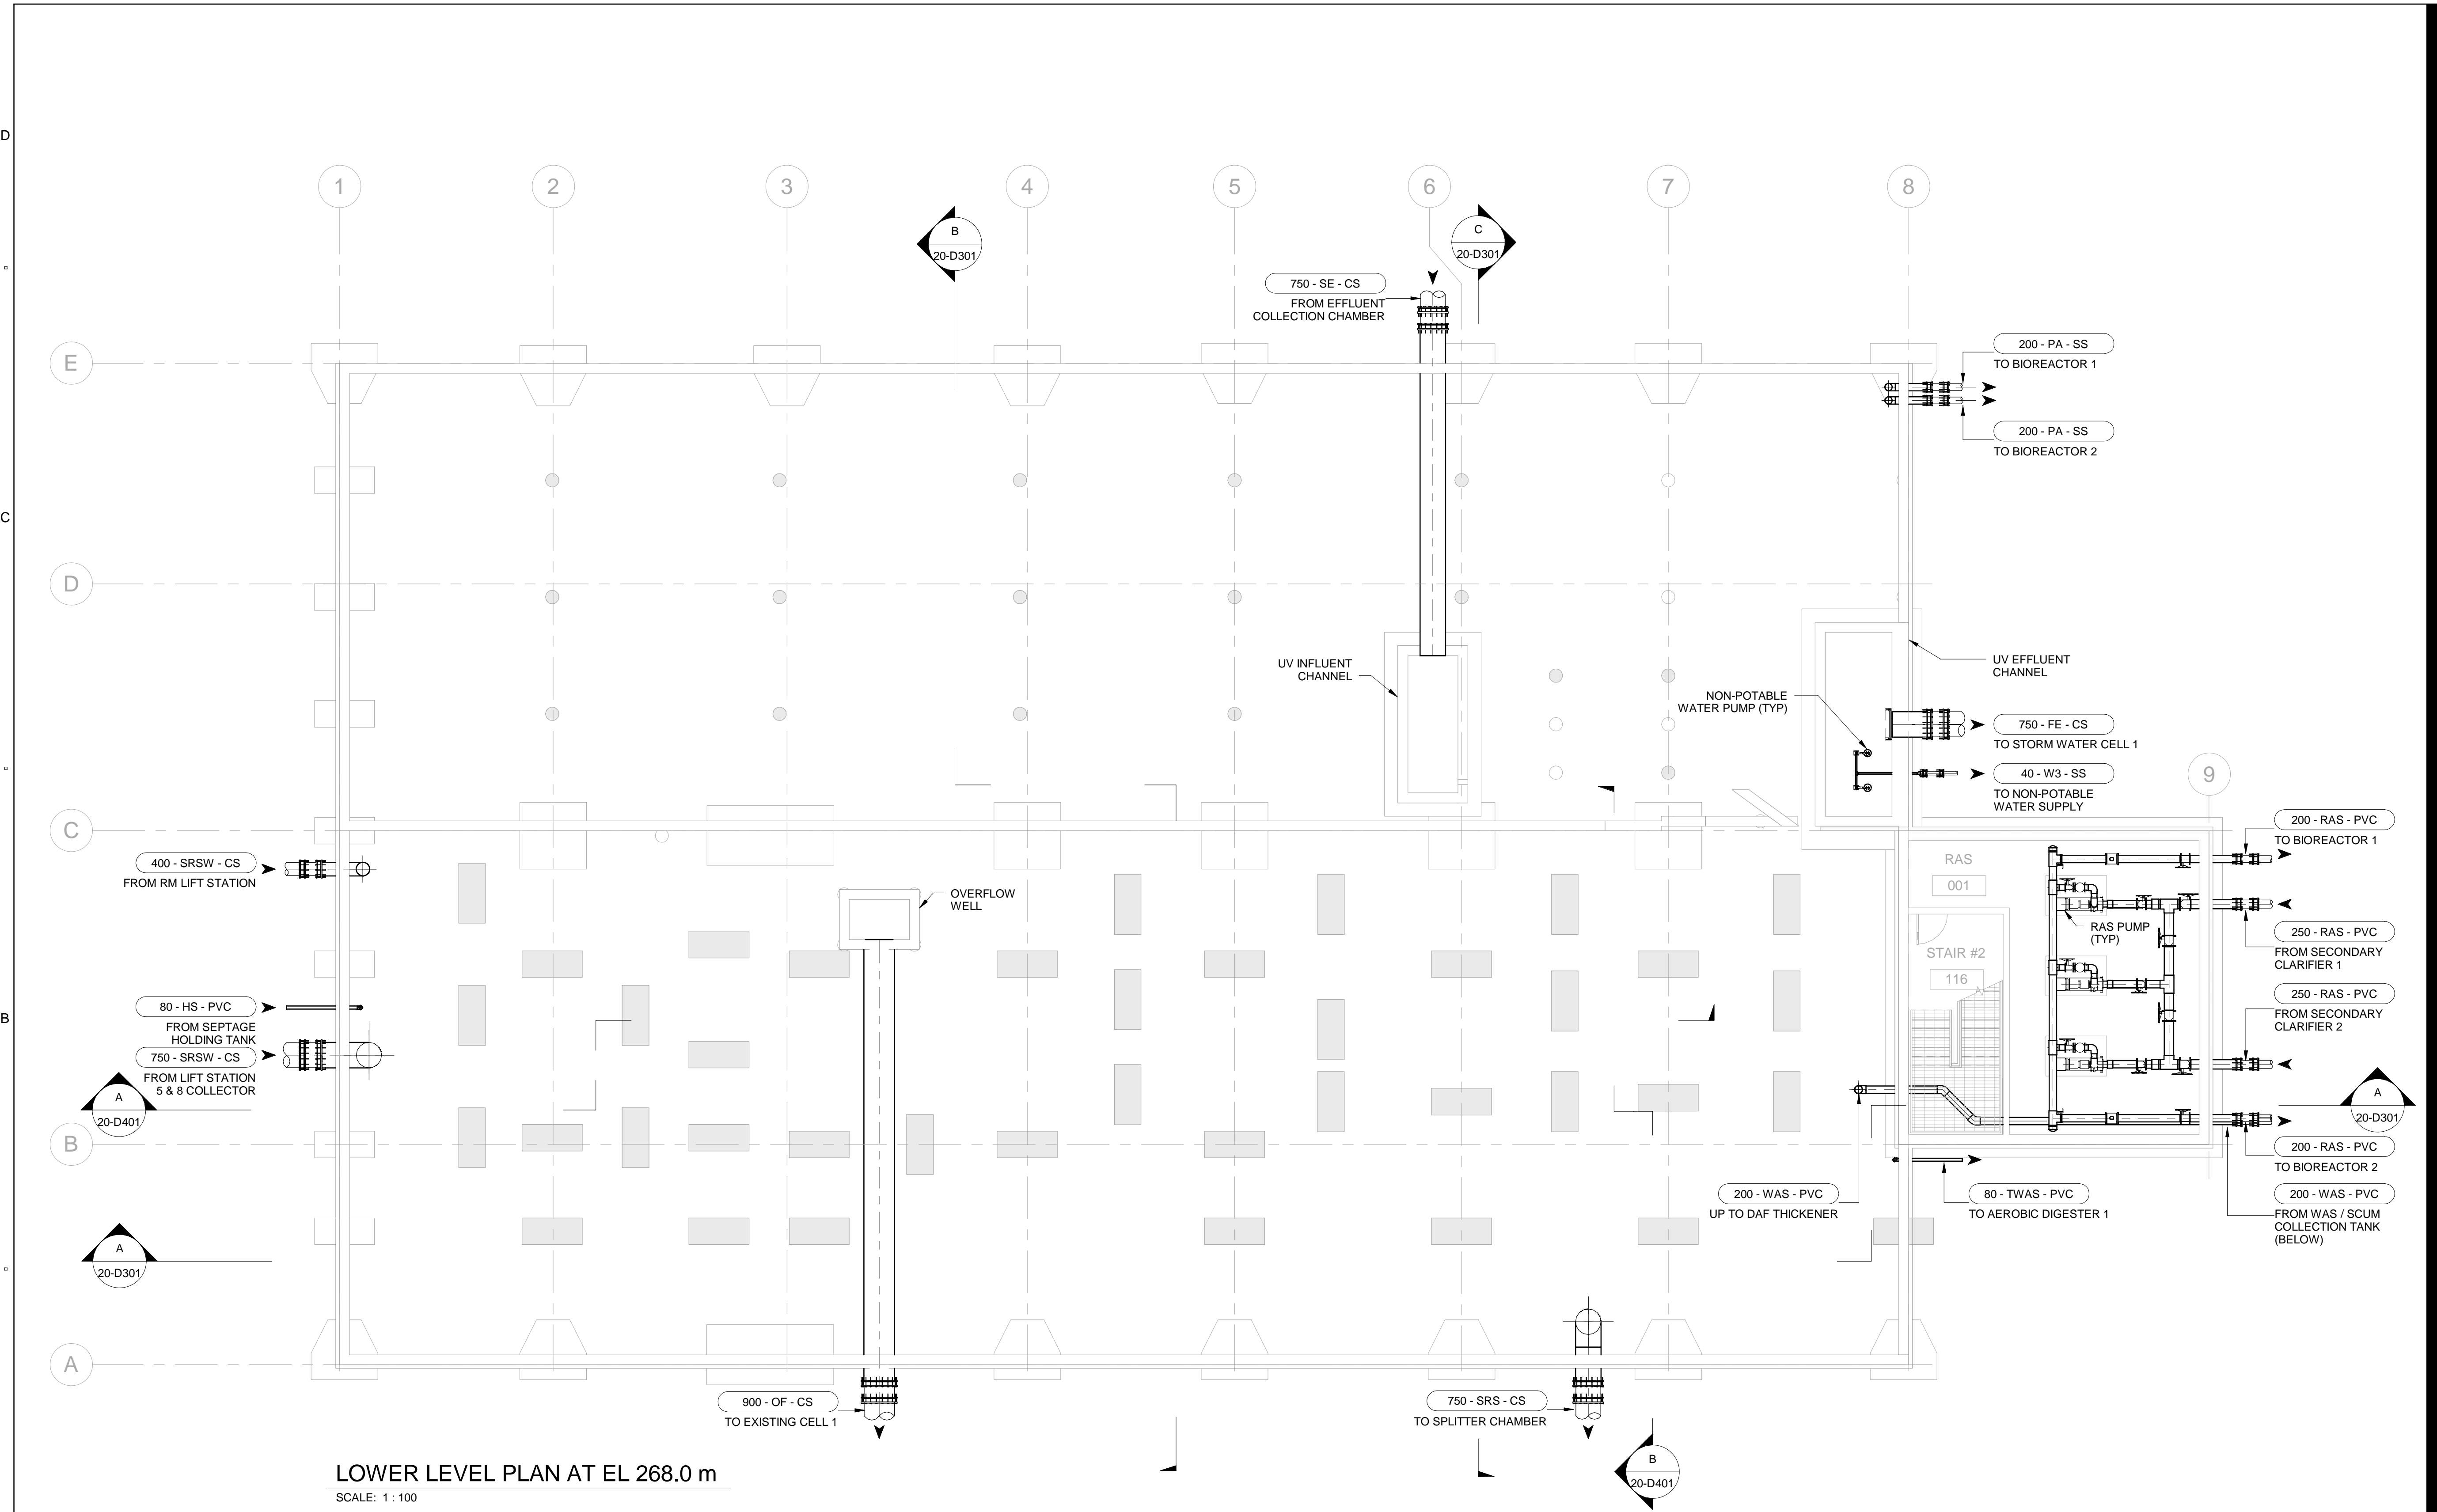 D
1
2
3
4
5
6
7
8
B
20-D301
C
20-D301
750 - SE - CS
FROM EFFLUENT
COLLECTION CHAMBER
E
200 - PA - SS
TO BIOREACTOR 1
200 - PA - SS
TO BIOREACTOR 2
C
D
UV INFLUENT
CHANNEL
UV EFFLUENT
CHANNEL
NON-POTABLE
WATER PUMP (TYP)
750 - FE - CS
TO STORM WATER CELL 1
40 - W3 - SS
TO NON-POTABLE
WATER SUPPLY
9
C
400 - SRSW - CS
FROM RM LIFT STATION
OVERFLOW
WELL
RAS
001
200 - RAS - PVC
TO BIOREACTOR 1
RAS PUMP
(TYP)
250 - RAS - PVC
FROM SECONDARY
CLARIFIER 1
STAIR #2
116
250 - RAS - PVC
FROM SECONDARY
CLARIFIER 2
B
80 - HS - PVC
FROM SEPTAGE
HOLDING TANK
750 - SRSW - CS
FROM LIFT STATION
5 & 8 COLLECTOR
A
20-D401
A
20-D301
B
200 - RAS - PVC
TO BIOREACTOR 2
200 - WAS - PVC
UP TO DAF THICKENER
80 - TWAS - PVC
TO AEROBIC DIGESTER 1
200 - WAS - PVC
FROM WAS / SCUM
COLLECTION TANK
(BELOW)
A
20-D301
A
900 - OF - CS
TO EXISTING CELL 1
750 - SRS - CS
TO SPLITTER CHAMBER
B
20-D401
LOWER LEVEL PLAN AT EL 268.0 m
SCALE: 1 : 100